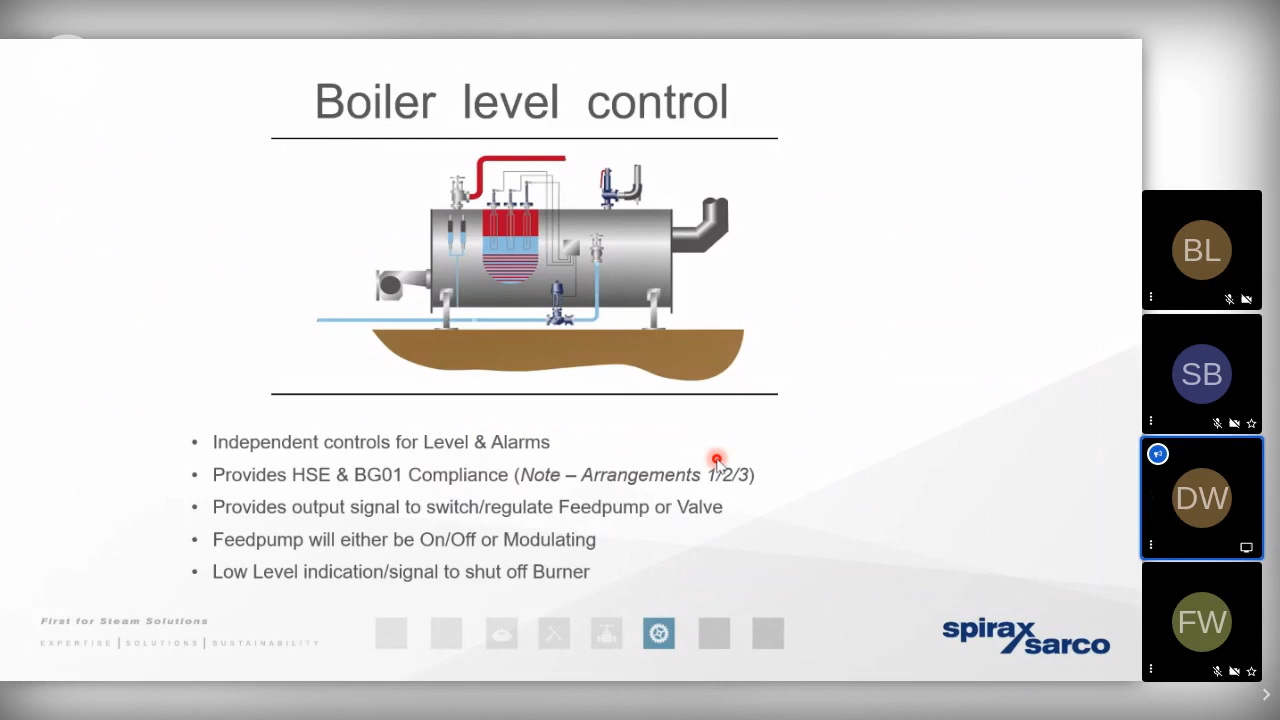 Boiler level control
• Independent controls for Level & Alarms
• Provides HSE & BG01 Compliance (Note – Arrangements 1/2/3)
• Provides output signal to switch/regulate Feedpump or Valve
• Feedpump will either be On/Off or Modulating
• Low Level indication/signal to shut off Burner
First for Steam Solutions
EXPERTISE | SOLUTIONS | SUSTAINABILITY
spirax
sarco
BL
SB
DW
FW